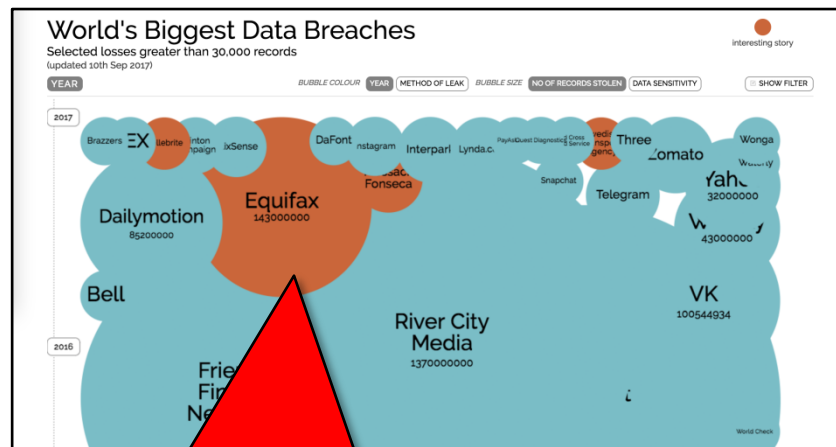 World's Biggest Data Breaches
Selected losses greater than 30,000 records
(updated 10th Sep 2017)
interesting story
YEAR
BUBBLE COLOUR YEAR METHOD OF LEAK BUBBLE SIZE NO OF RECORDS STOLEN DATA SENSITIVITY SHOW FILTER
2017
Brazzers
DaFont
Interpark
Three
Wonga
Zomato
Snapchat
Fonseca
Telegram
32000000
Equifax
143000000
Dailymotion
85200000
43000000
Bell
VK
100544934
River City
Media
1370000000
2016
World Check